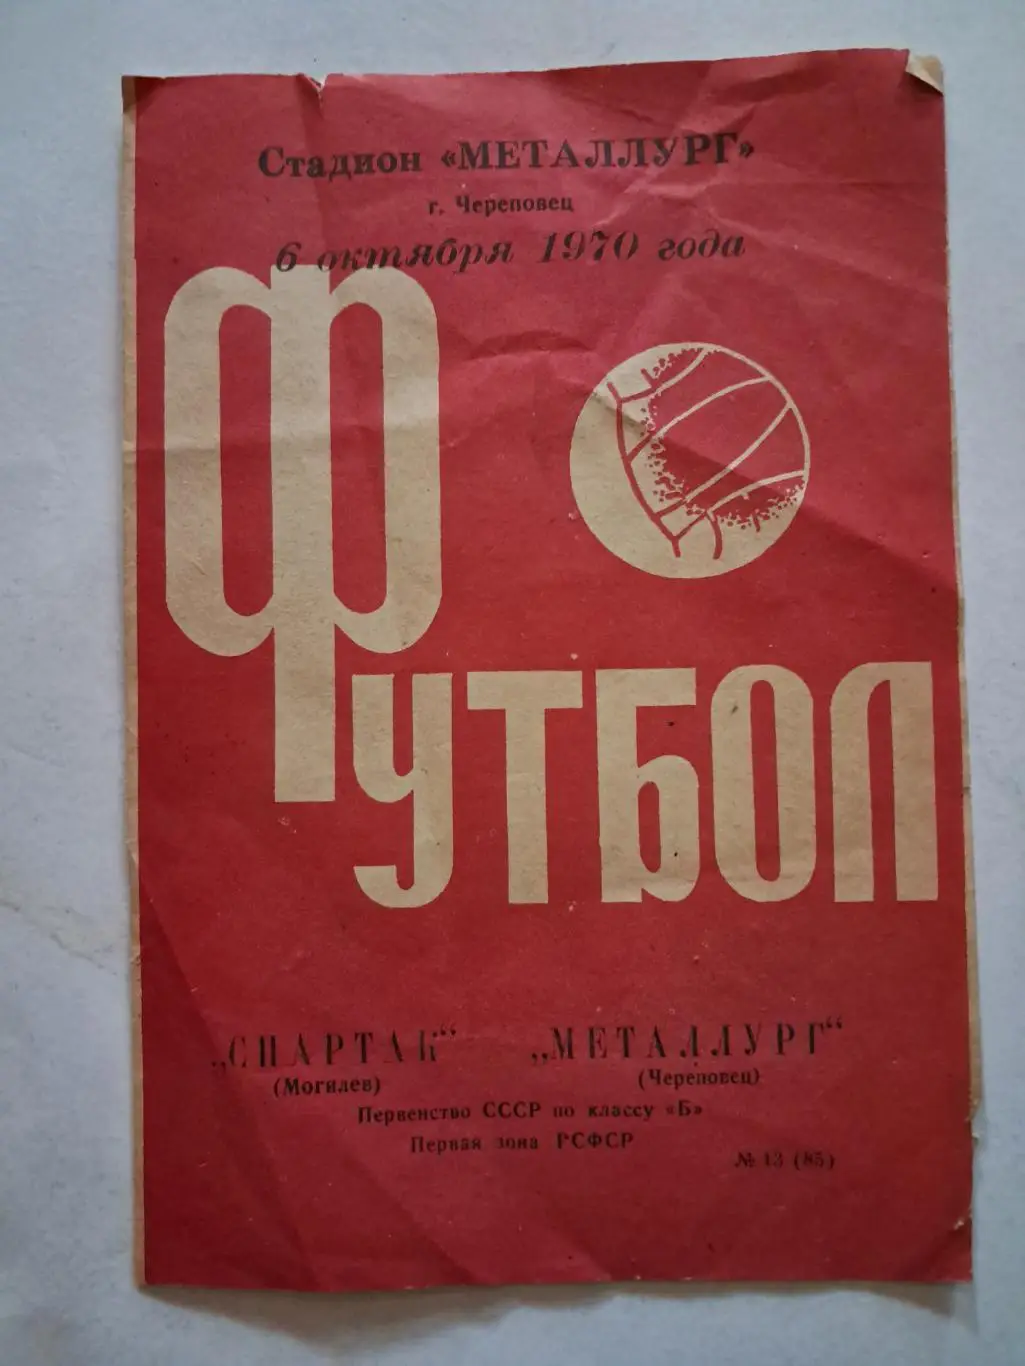 Стадион «МЕТАЛЛУРГ»
г. Череповец
6 октября 1970 года
ФУТБОЛ
„СПАРТАК“ „МЕТАЛЛУРГ“
(Могилев) (Череповец)
Первенство СССР по классу «Б»
Первая зона РСФСР
№ 13 (85)